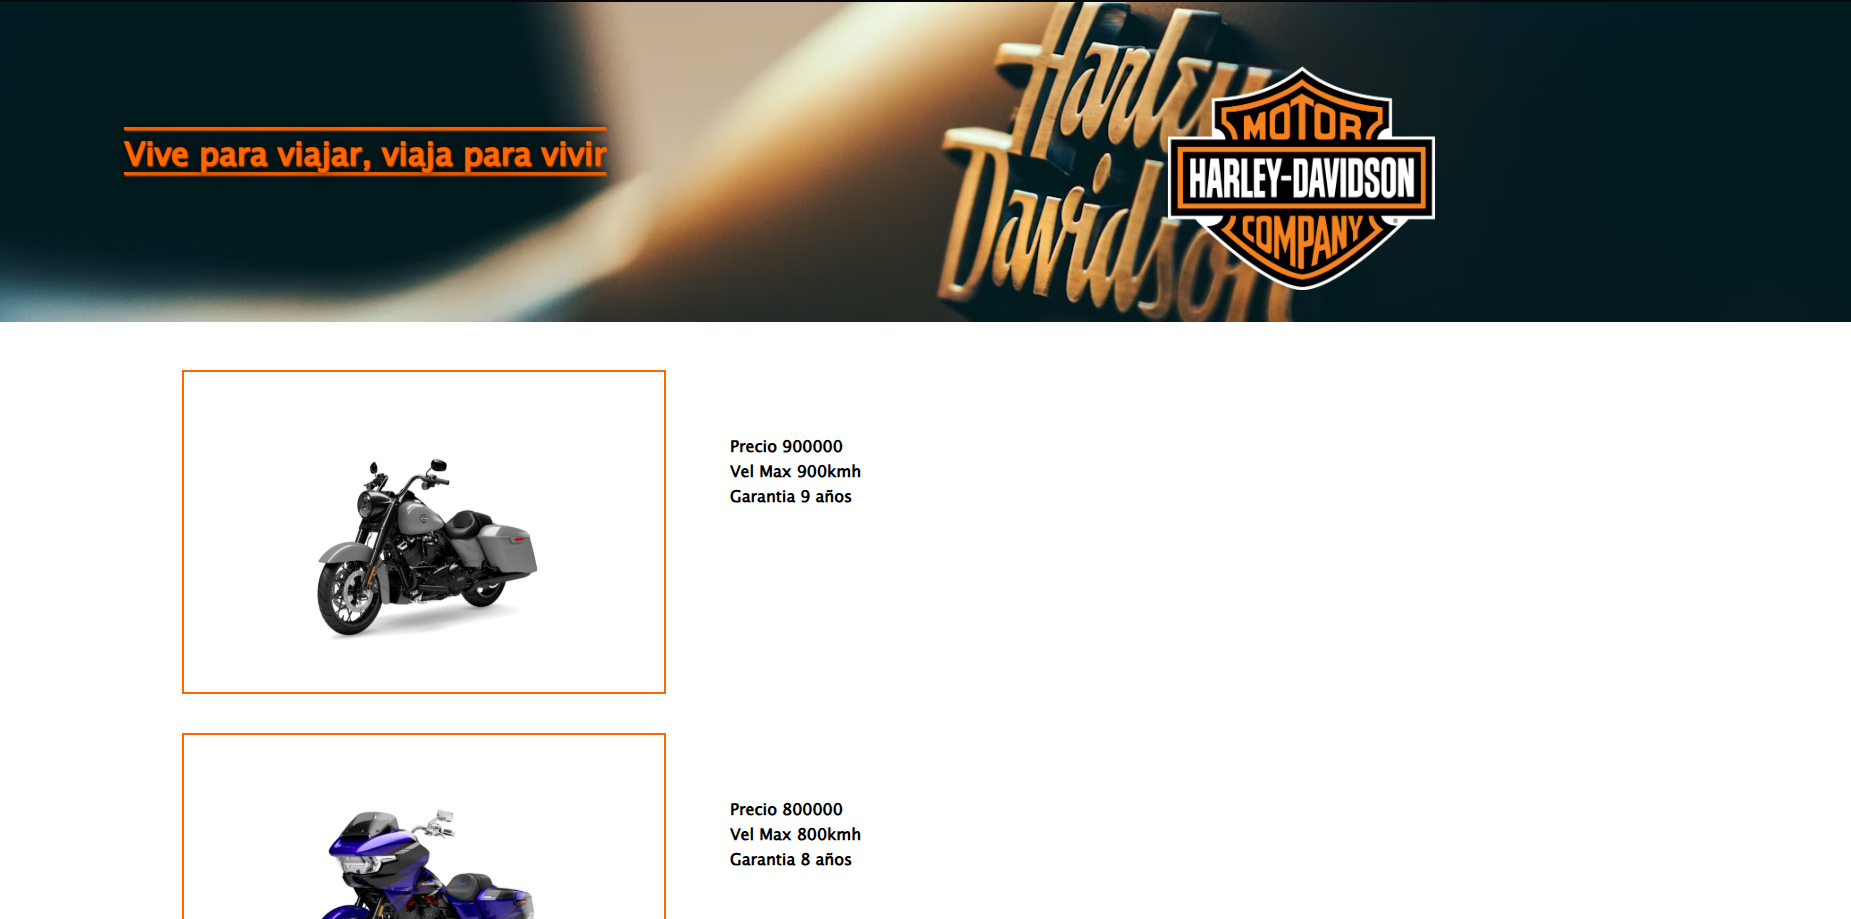 Vive para viajar, viaja para vivir
Harley
Davidson
MOTOR
HARLEY-DAVIDSON
COMPANY
®
Precio 900000
Vel Max 900kmh
Garantia 9 años
Precio 800000
Vel Max 800kmh
Garantia 8 años